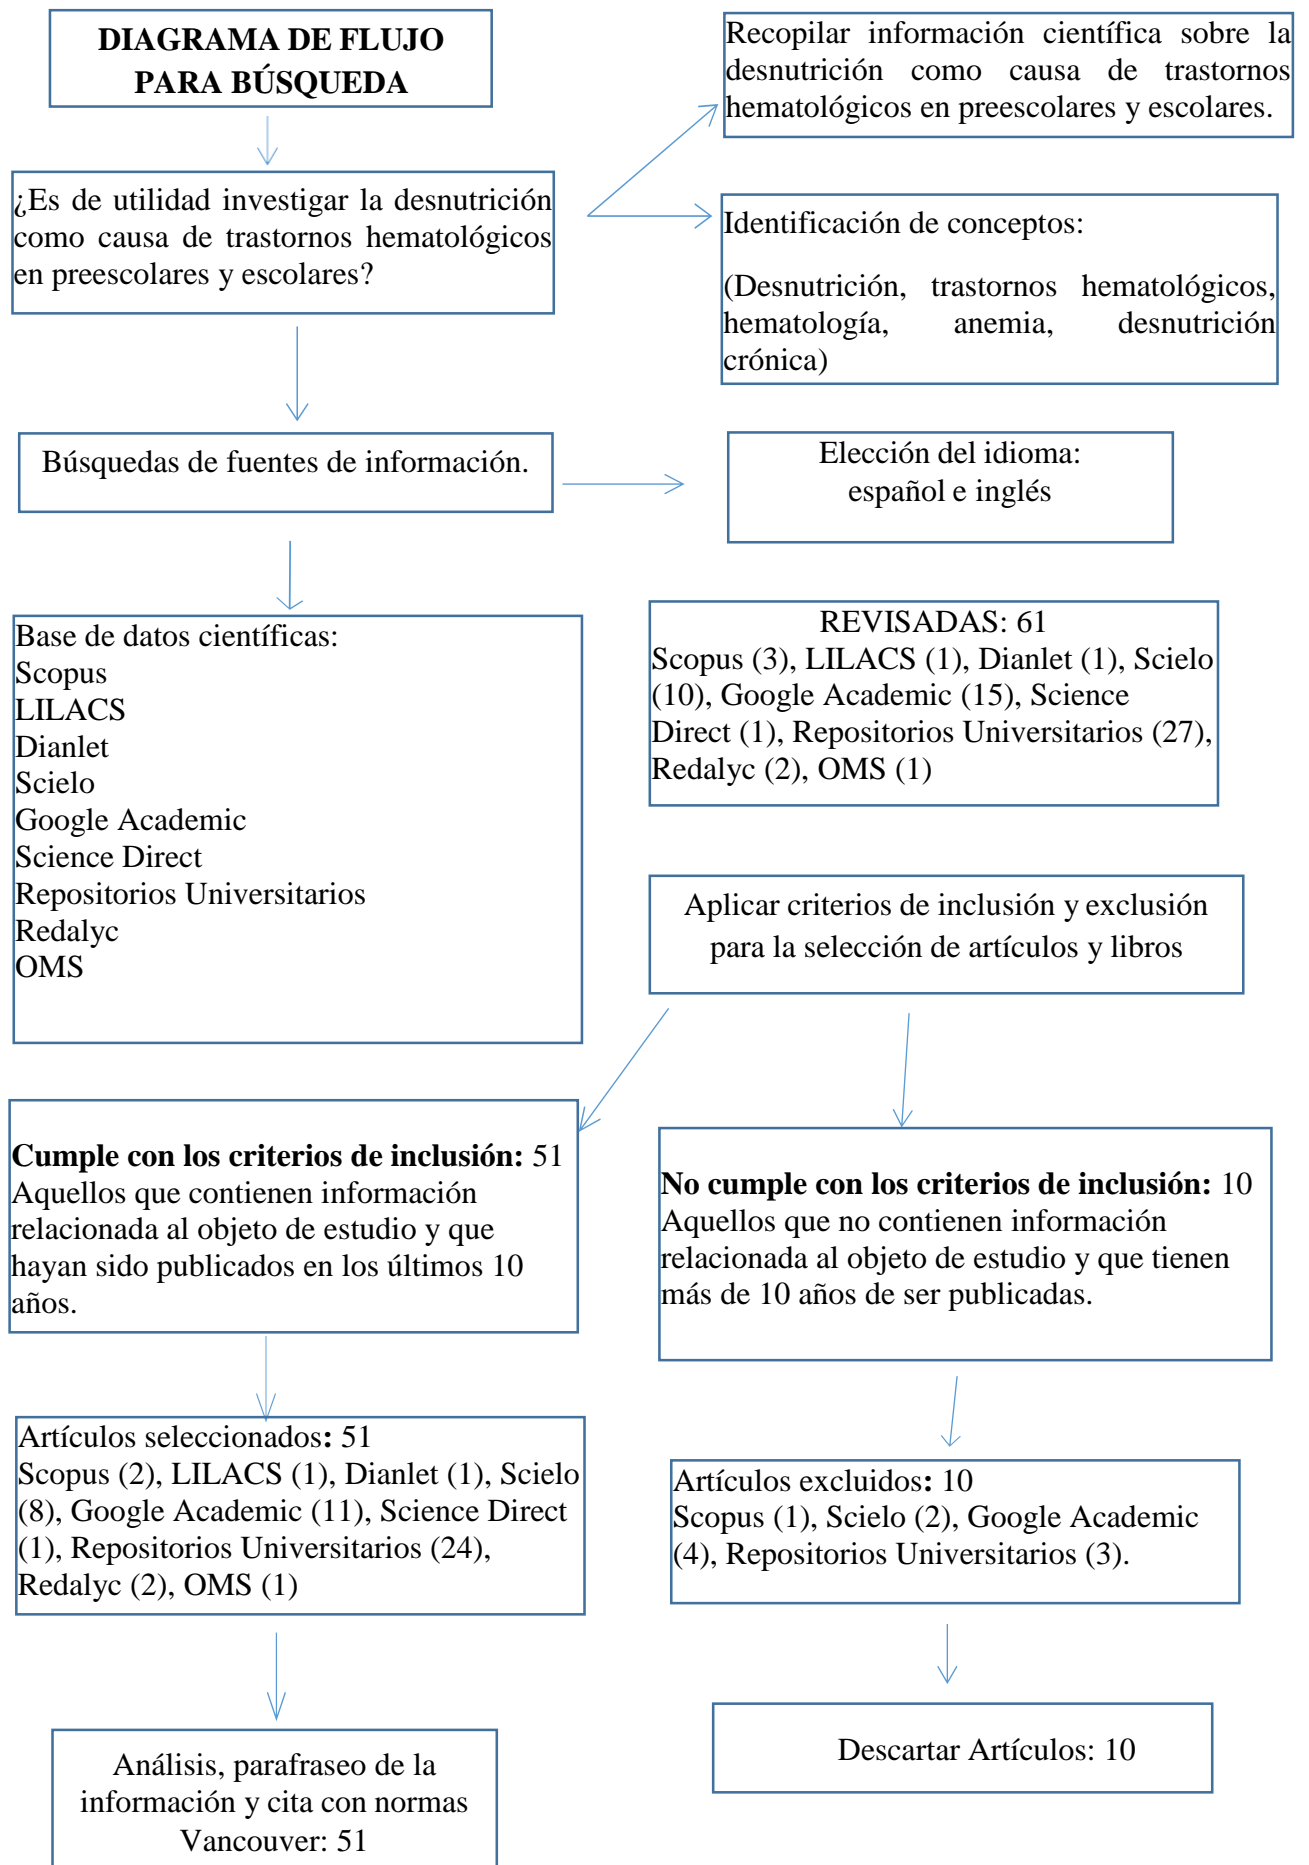 DIAGRAMA DE FLUJO
PARA BÚSQUEDA
Recopilar información científica sobre la
desnutrición como causa de trastornos
hematológicos en preescolares y escolares.
¿Es de utilidad investigar la desnutrición
como causa de trastornos hematológicos
en preescolares y escolares?
Identificación de conceptos:
(Desnutrición, trastornos hematológicos,
hematología, anemia, desnutrición
crónica)
Búsquedas de fuentes de información.
Elección del idioma:
español e inglés
Base de datos científicas:
Scopus
LILACS
Dianlet
Scielo
Google Academic
Science Direct
Repositorios Universitarios
Redalyc
OMS
REVISADAS: 61
Scopus (3), LILACS (1), Dianlet (1), Scielo
(10), Google Academic (15), Science
Direct (1), Repositorios Universitarios (27),
Redalyc (2), OMS (1)
Aplicar criterios de inclusión y exclusión
para la selección de artículos y libros
Cumple con los criterios de inclusión: 51
Aquellos que contienen información
relacionada al objeto de estudio y que
hayan sido publicados en los últimos 10
años.
No cumple con los criterios de inclusión: 10
Aquellos que no contienen información
relacionada al objeto de estudio y que tienen
más de 10 años de ser publicadas.
Artículos seleccionados: 51
Scopus (2), LILACS (1), Dianlet (1), Scielo
(8), Google Academic (11), Science Direct
(1), Repositorios Universitarios (24),
Redalyc (2), OMS (1)
Artículos excluidos: 10
Scopus (1), Scielo (2), Google Academic
(4), Repositorios Universitarios (3).
Análisis, parafraseo de la
información y cita con normas
Vancouver: 51
Descartar Artículos: 10